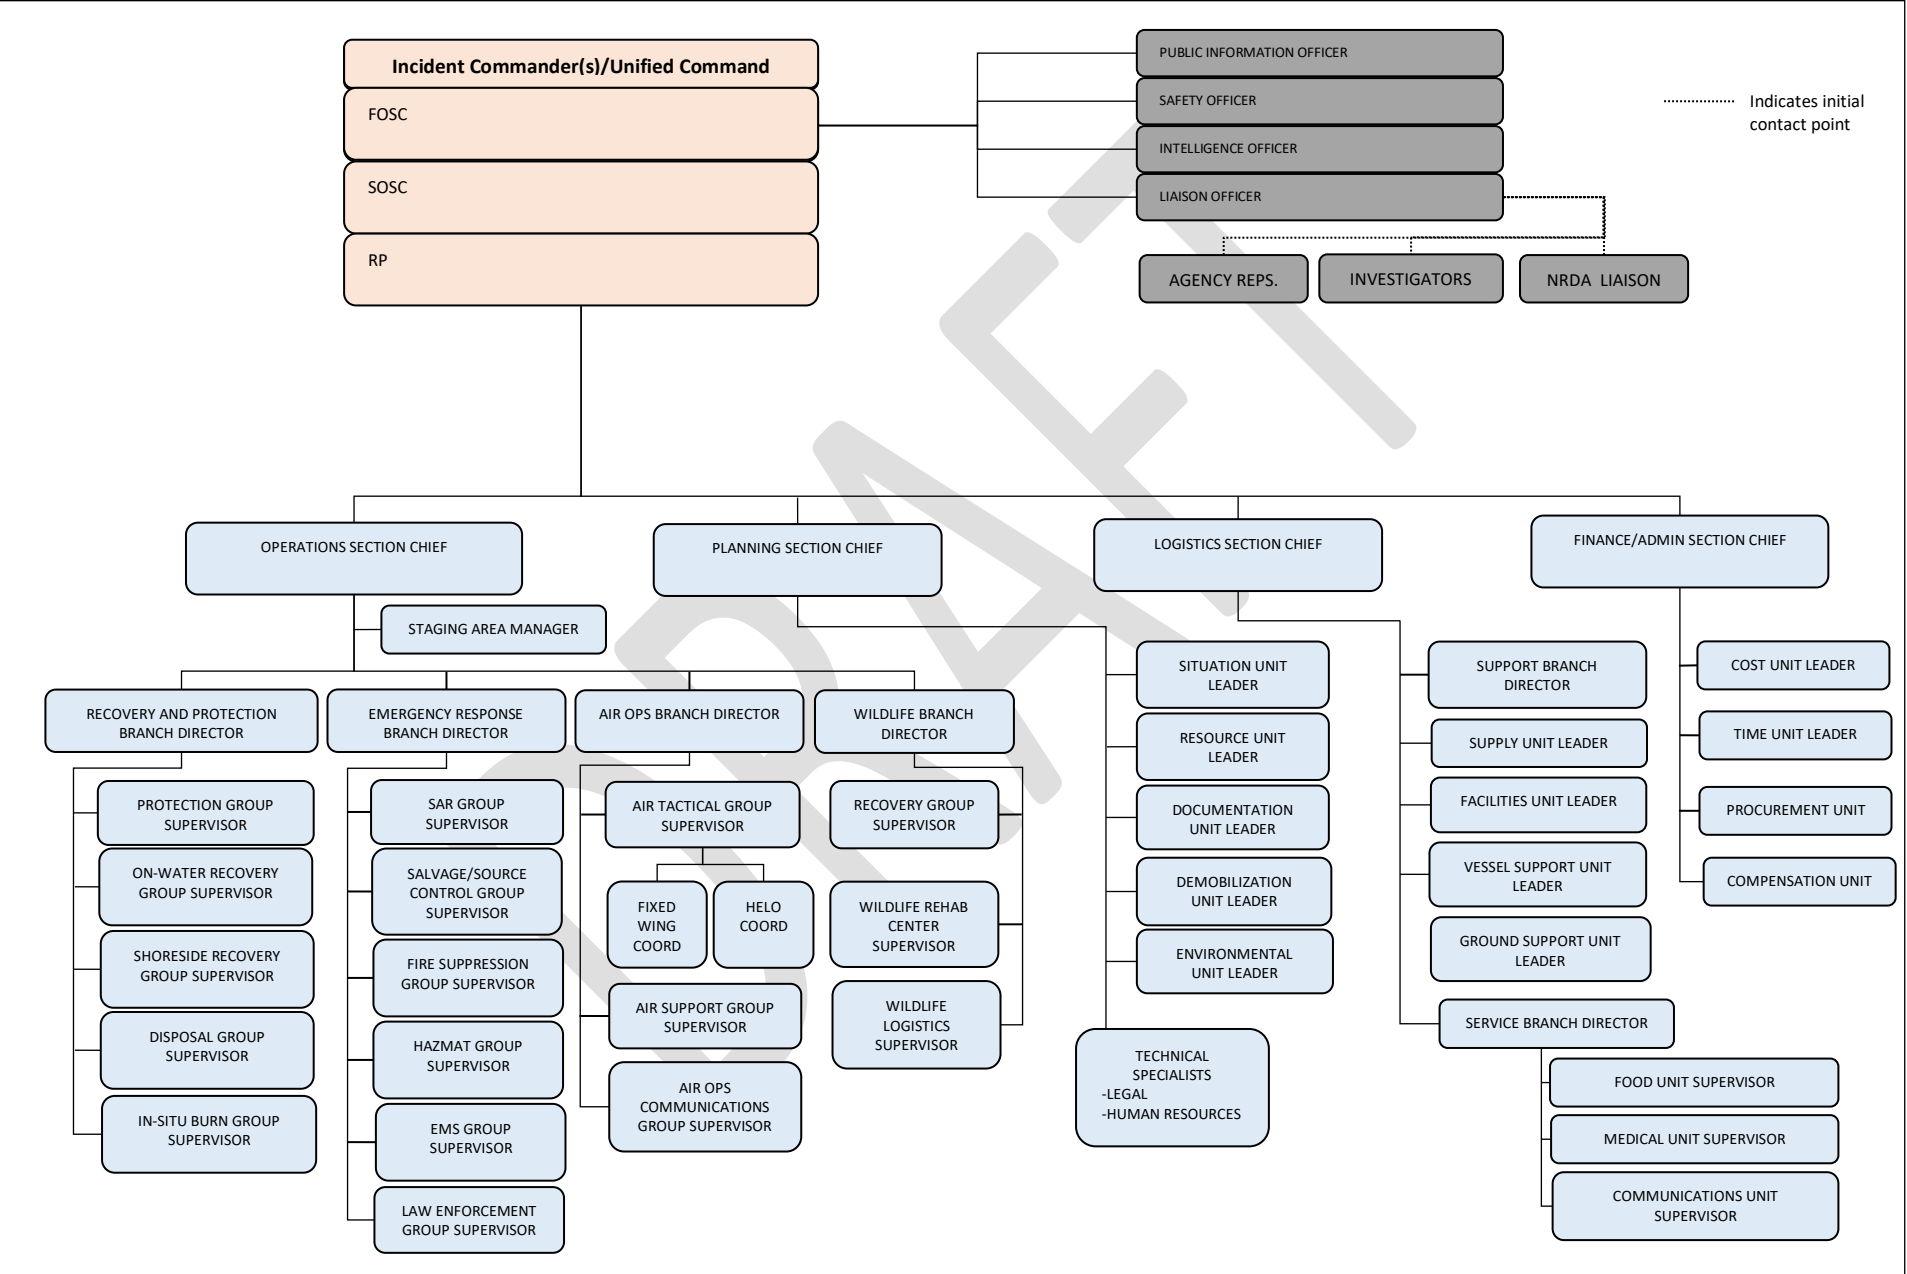 Incident Commander(s)/Unified Command
FOSC
SOSC
RP
PUBLIC INFORMATION OFFICER
SAFETY OFFICER
INTELLIGENCE OFFICER
LIAISON OFFICER
Indicates initial
contact point
AGENCY REPS.
INVESTIGATORS
NRDA LIAISON
DRAFT
OPERATIONS SECTION CHIEF
PLANNING SECTION CHIEF
LOGISTICS SECTION CHIEF
FINANCE/ADMIN SECTION CHIEF
STAGING AREA MANAGER
RECOVERY AND PROTECTION
BRANCH DIRECTOR
PROTECTION GROUP
SUPERVISOR
ON-WATER RECOVERY
GROUP SUPERVISOR
SHORESIDE RECOVERY
GROUP SUPERVISOR
DISPOSAL GROUP
SUPERVISOR
IN-SITU BURN GROUP
SUPERVISOR
EMERGENCY RESPONSE
BRANCH DIRECTOR
SAR GROUP
SUPERVISOR
SALVAGE/SOURCE
CONTROL GROUP
SUPERVISOR
FIRE SUPPRESSION
GROUP SUPERVISOR
HAZMAT GROUP
SUPERVISOR
EMS GROUP
SUPERVISOR
LAW ENFORCEMENT
GROUP SUPERVISOR
AIR OPS BRANCH DIRECTOR
AIR TACTICAL GROUP
SUPERVISOR
FIXED
WING
COORD
HELO
COORD
AIR SUPPORT GROUP
SUPERVISOR
AIR OPS
COMMUNICATIONS
GROUP SUPERVISOR
WILDLIFE BRANCH
DIRECTOR
RECOVERY GROUP
SUPERVISOR
WILDLIFE REHAB
CENTER
SUPERVISOR
WILDLIFE
LOGISTICS
SUPERVISOR
SITUATION UNIT
LEADER
RESOURCE UNIT
LEADER
DOCUMENTATION
UNIT LEADER
DEMOBILIZATION
UNIT LEADER
ENVIRONMENTAL
UNIT LEADER
TECHNICAL
SPECIALISTS
-LEGAL
-HUMAN RESOURCES
SUPPORT BRANCH
DIRECTOR
SUPPLY UNIT LEADER
FACILITIES UNIT LEADER
VESSEL SUPPORT UNIT
LEADER
GROUND SUPPORT UNIT
LEADER
SERVICE BRANCH DIRECTOR
FOOD UNIT SUPERVISOR
MEDICAL UNIT SUPERVISOR
COMMUNICATIONS UNIT
SUPERVISOR
COST UNIT LEADER
TIME UNIT LEADER
PROCUREMENT UNIT
COMPENSATION UNIT